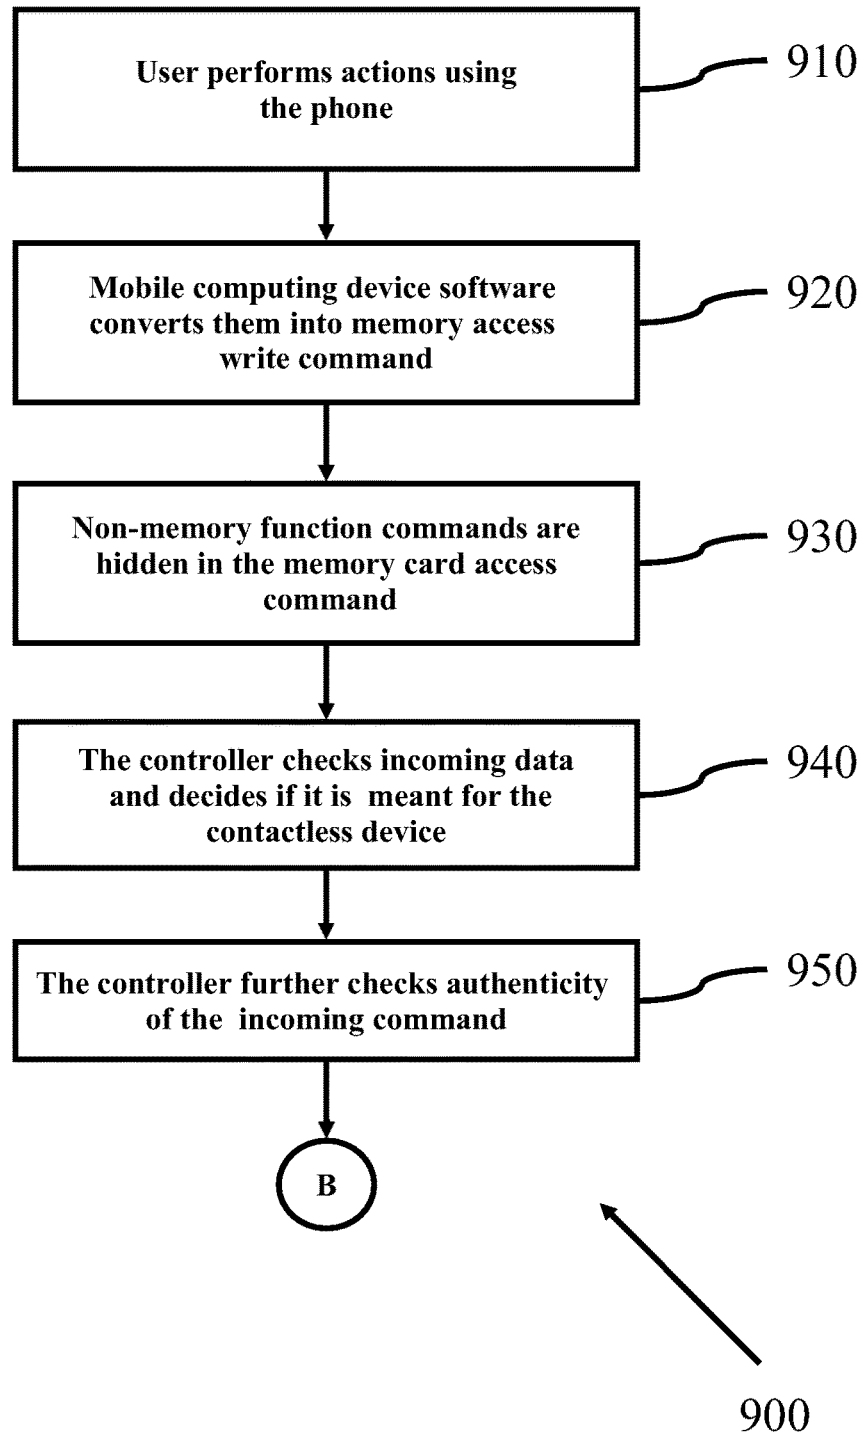 User performs actions using
the phone
910
Mobile computing device software
converts them into memory access
write command
920
Non-memory function commands are
hidden in the memory card access
command
930
The controller checks incoming data
and decides if it is meant for the
contactless device
940
The controller further checks authenticity
of the incoming command
950
B
900